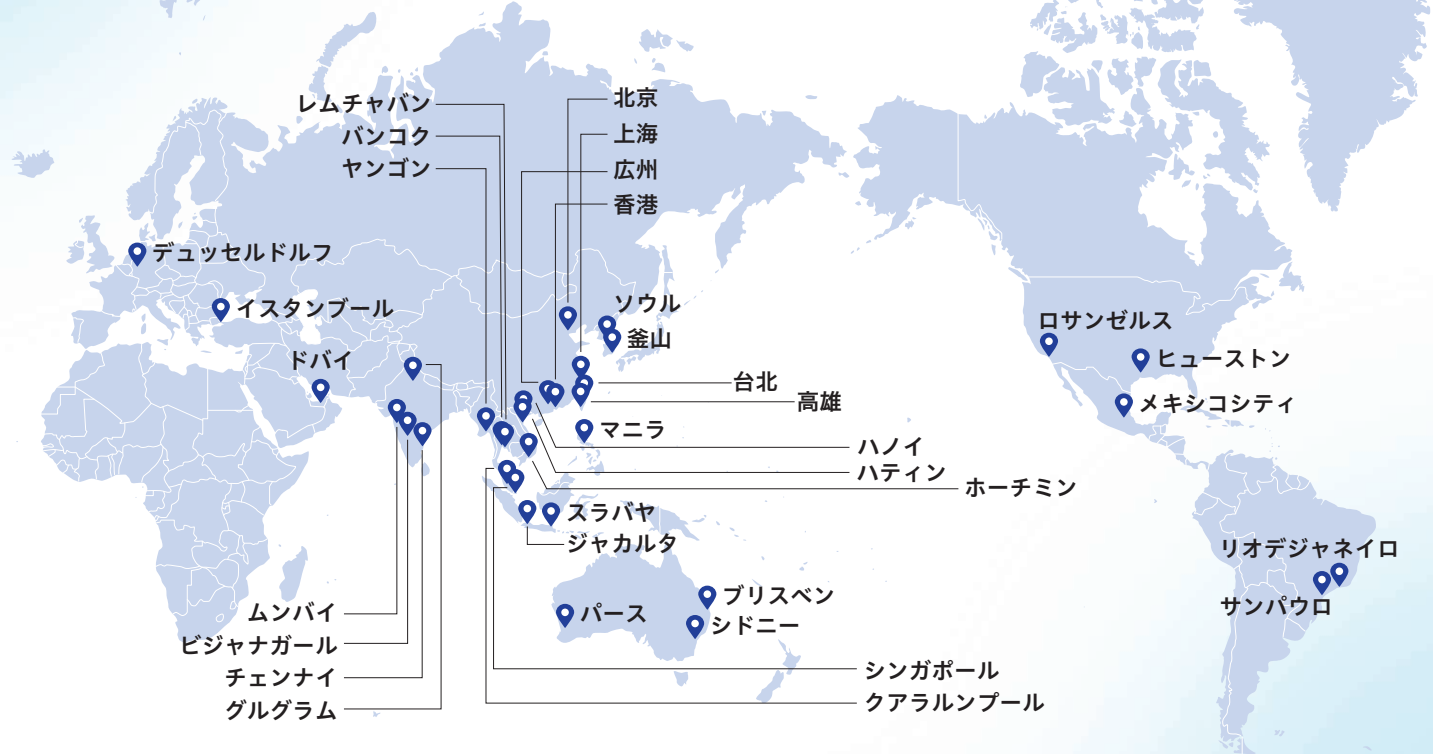 レムチャバン
バンコク
ヤンゴン
北京
上海
広州
香港
デュッセルドルフ
イスタンブール
ドバイ
ソウル
釜山
台北
高雄
マニラ
ハノイ
ハティン
ホーチミン
スラバヤ
ジャカルタ
ムンバイ
ビジャナガール
チェンナイ
グルグラム
パース
ブリスベン
シドニー
シンガポール
クアラルンプール
ロサンゼルス
ヒューストン
メキシコシティ
リオデジャネイロ
サンパウロ